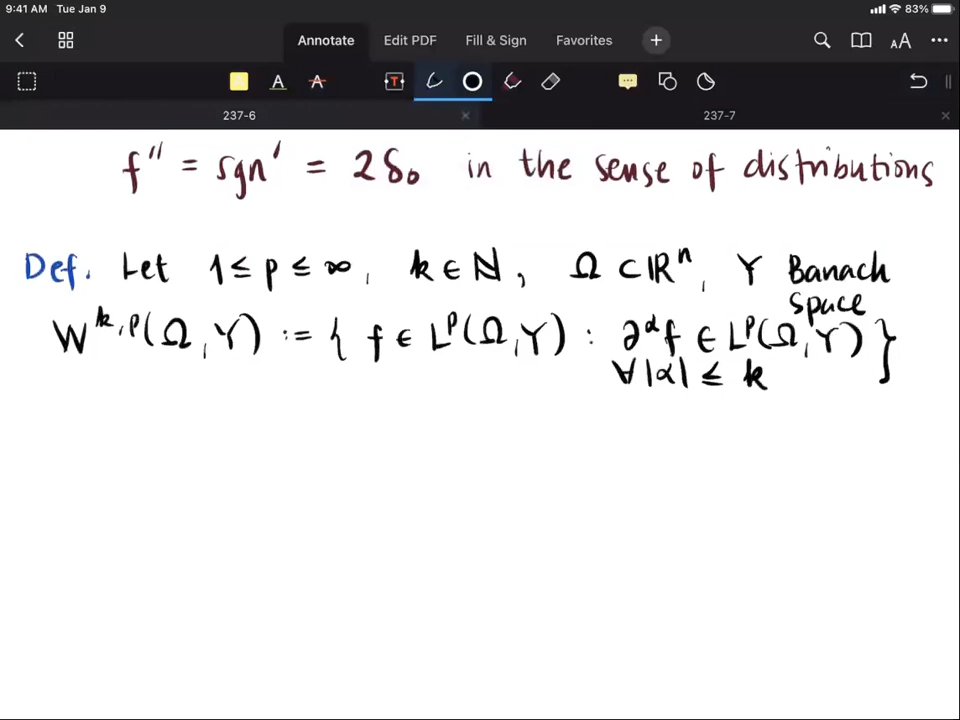 9:41 AM Tue Jan 9 83%
Annotate Edit PDF Fill & Sign Favorites
237-6 237-7
f'' = sgn' = 2δ₀ in the sense of distributions
Def. Let 1 ≤ p ≤ ∞, k ∈ ℕ, Ω ⊂ ℝⁿ, Y Banach space
W^{k,p}(Ω,Y) := { f ∈ L^p(Ω,Y) : ∂^α f ∈ L^p(Ω,Y) }
∀ |α| ≤ k